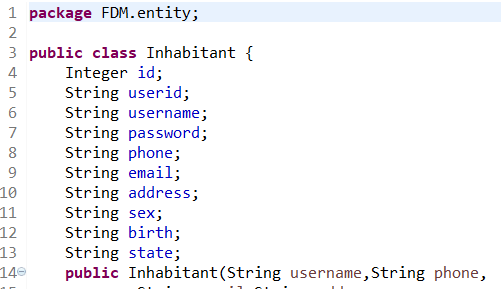 1 package FDM.entity;
2
3 public class Inhabitant {
4     Integer id;
5     String userid;
6     String username;
7     String password;
8     String phone;
9     String email;
10     String address;
11     String sex;
12     String birth;
13     String state;
14     public Inhabitant(String username,String phone,